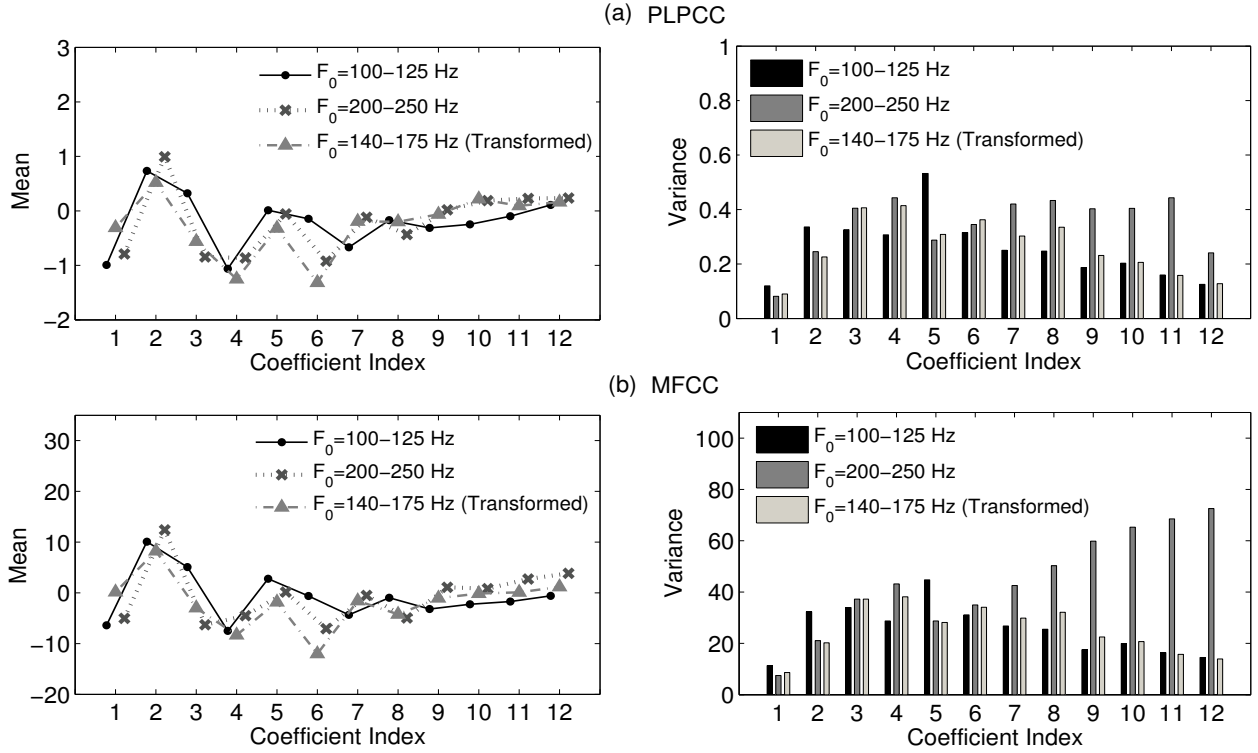 (a) PLPCC
3
2
1
0
−1
−2
Mean
F0=100−125 Hz
F0=200−250 Hz
F0=140−175 Hz (Transformed)
1 2 3 4 5 6 7 8 9 10 11 12
Coefficient Index
1
0.8
0.6
0.4
0.2
0
Variance
F0=100−125 Hz
F0=200−250 Hz
F0=140−175 Hz (Transformed)
1 2 3 4 5 6 7 8 9 10 11 12
Coefficient Index
(b) MFCC
30
20
10
0
−10
−20
Mean
F0=100−125 Hz
F0=200−250 Hz
F0=140−175 Hz (Transformed)
1 2 3 4 5 6 7 8 9 10 11 12
Coefficient Index
100
80
60
40
20
0
Variance
F0=100−125 Hz
F0=200−250 Hz
F0=140−175 Hz (Transformed)
1 2 3 4 5 6 7 8 9 10 11 12
Coefficient Index